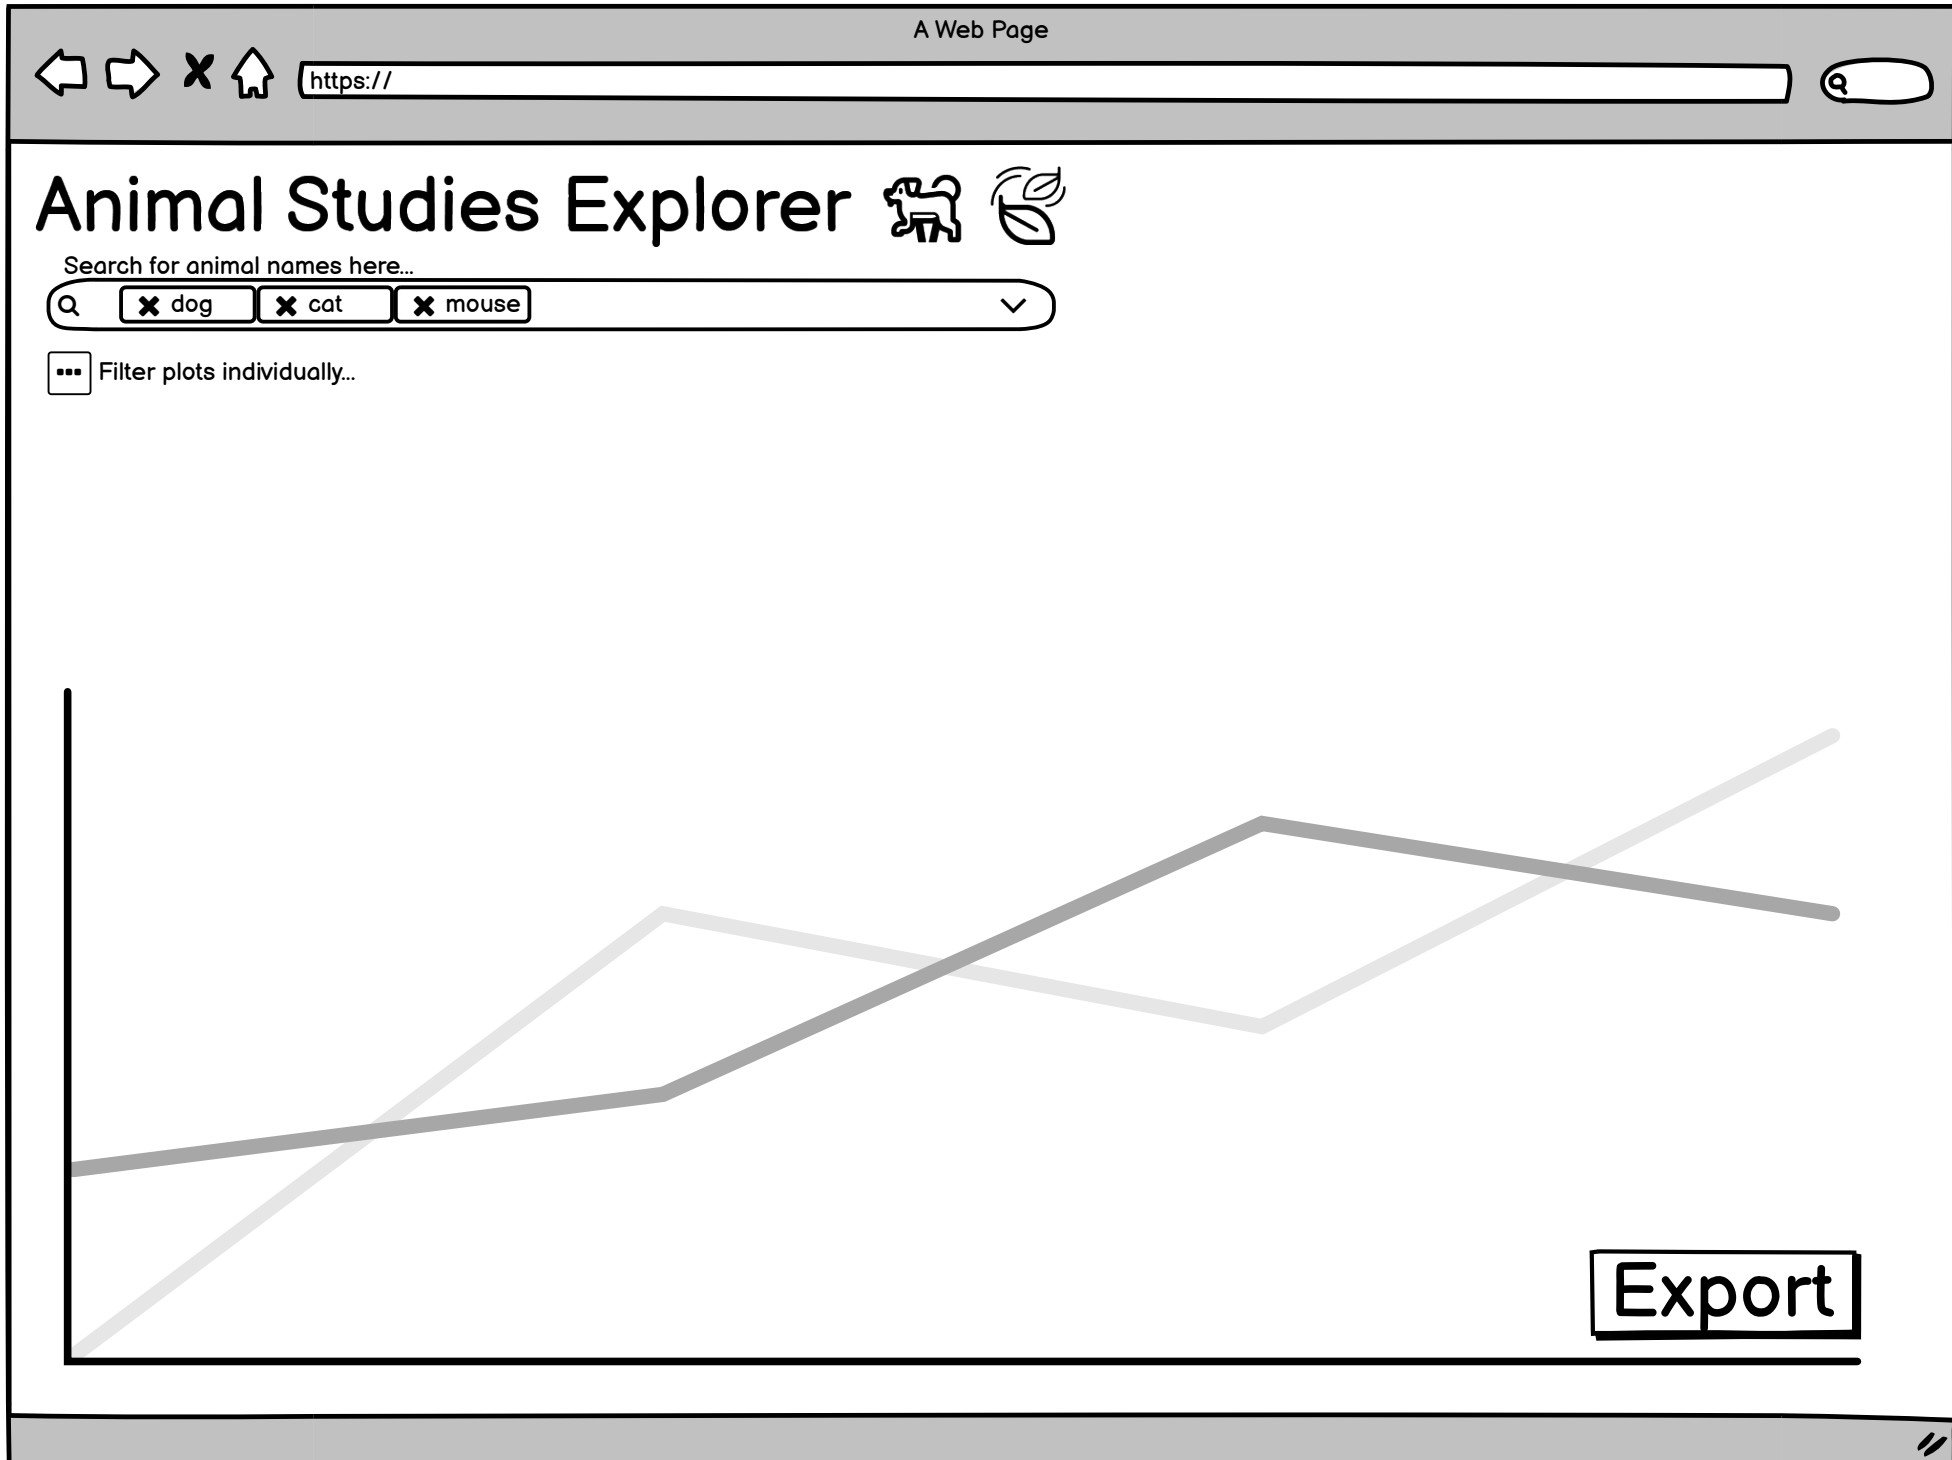 A Web Page
https://
Animal Studies Explorer
Search for animal names here...
dog cat mouse
Filter plots individually...
Export